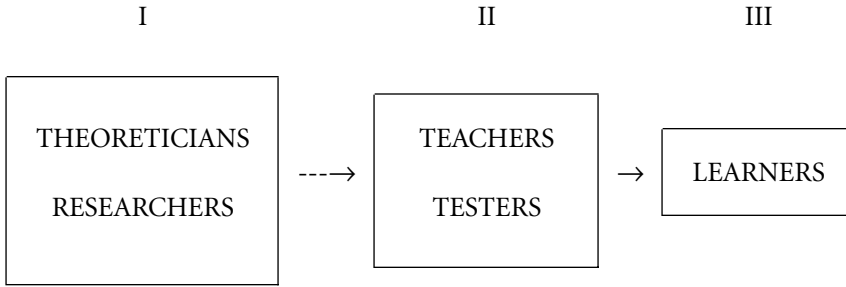 I II III
THEORETICIANS TEACHERS
LEARNERS
RESEARCHERS TESTERS